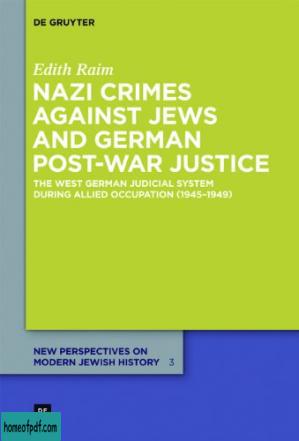 DE GRUYTER
Edith Raim
NAZI CRIMES
AGAINST JEWS
AND GERMAN
POST-WAR JUSTICE
THE WEST GERMAN JUDICIAL SYSTEM
DURING ALLIED OCCUPATION (1945–1949)
NEW PERSPECTIVES ON
MODERN JEWISH HISTORY 3
homeofpdf.com